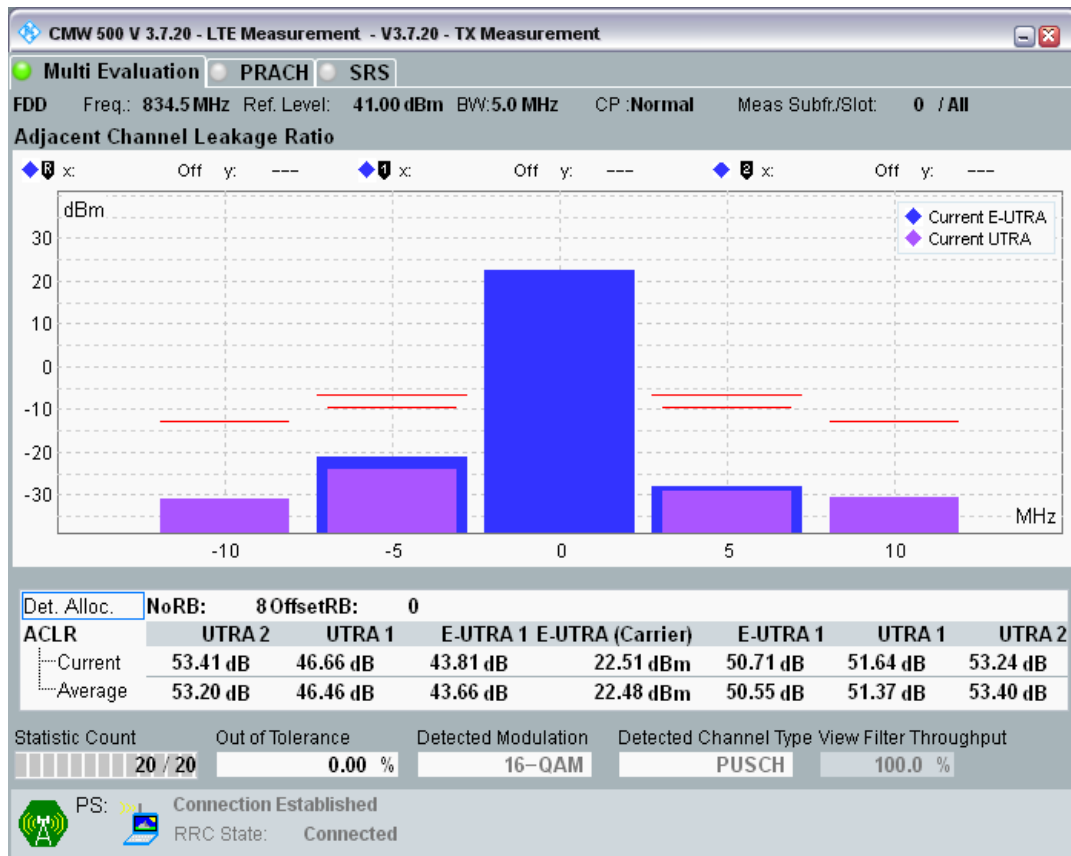 CMW 500 V 3.7.20 - LTE Measurement - V3.7.20 - TX Measurement
Multi Evaluation PRACH SRS
FDD Freq.: 834.5 MHz Ref. Level: 41.00 dBm BW: 5.0 MHz CP : Normal Meas Subfr./Slot: 0 / All
Adjacent Channel Leakage Ratio
R x: Off y: --- 1 x: Off y: --- 2 x: Off y: ---
dBm
Current E-UTRA
Current UTRA
30
20
10
0
-10
-20
-30
MHz
-10 -5 0 5 10
Det. Alloc. NoRB: 8 OffsetRB: 0
ACLR UTRA 2 UTRA 1 E-UTRA 1 E-UTRA (Carrier) E-UTRA 1 UTRA 1 UTRA 2
Current 53.41 dB 46.66 dB 43.81 dB 22.51 dBm 50.71 dB 51.64 dB 53.24 dB
Average 53.20 dB 46.46 dB 43.66 dB 22.48 dBm 50.55 dB 51.37 dB 53.40 dB
Statistic Count Out of Tolerance Detected Modulation Detected Channel Type View Filter Throughput
20 / 20 0.00 % 16-QAM PUSCH 100.0 %
PS: Connection Established
RRC State: Connected